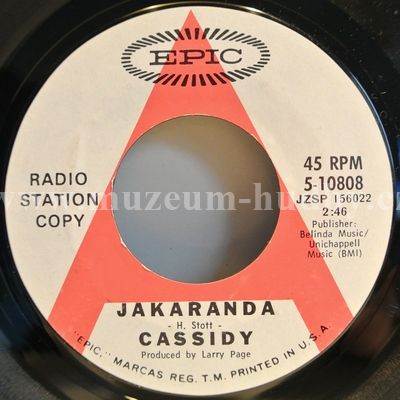 EPIC
RADIO
STATION
COPY
45 RPM
5-10808
JZSP 156022
2:46
Publisher:
Belinda Music/
Unichappell
Music (BMI)
JAKARANDA
- H. Stott -
CASSIDY
Produced by Larry Page
"EPIC," MARCAS REG. T.M. PRINTED IN U.S.A.